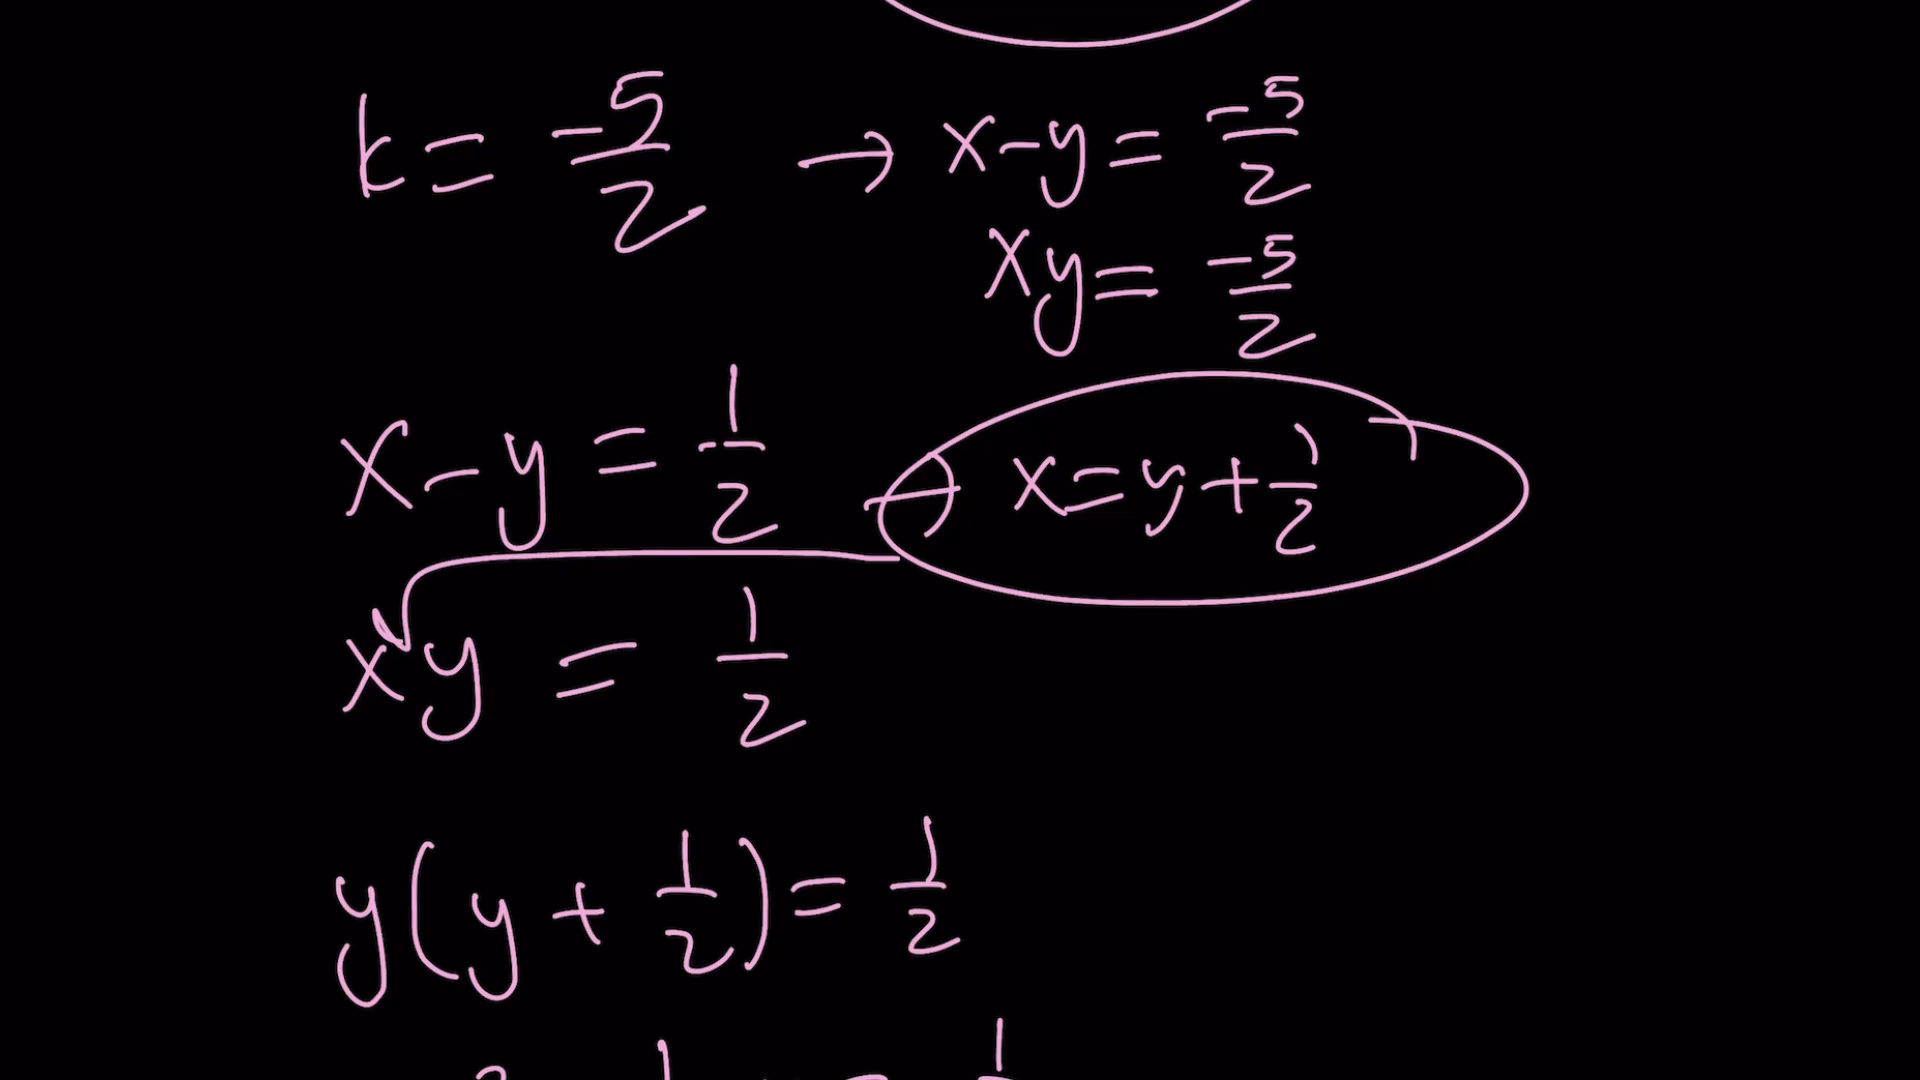 k = -5/2 → x-y = -5/2
xy = -5/2
x-y = 1/2 → x = y + 1/2
xy = 1/2
y(y + 1/2) = 1/2